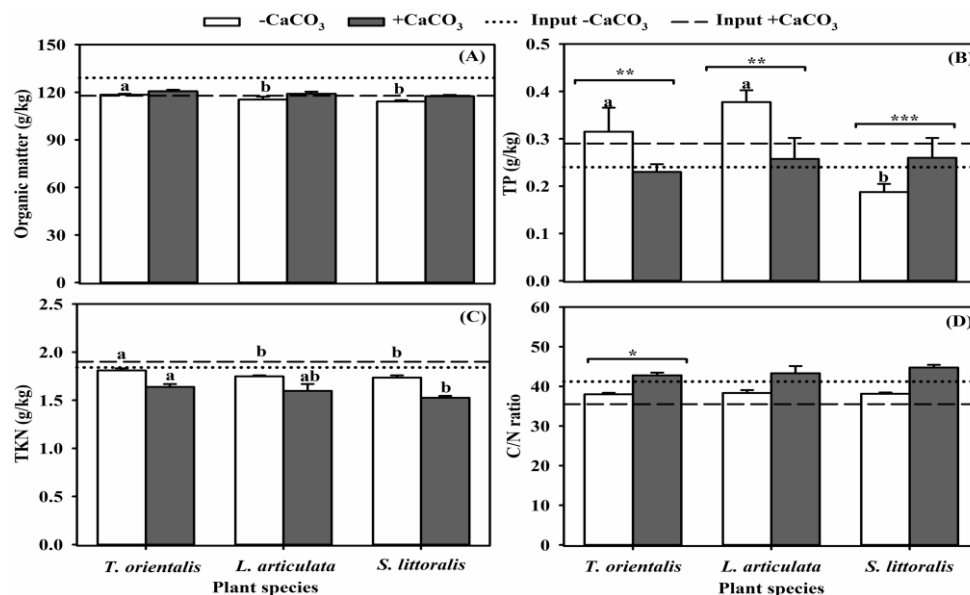 -CaCO₃ +CaCO₃ Input -CaCO₃ Input +CaCO₃
(A)
Organic matter (g/kg)
150
120
90
60
30
0
a b b
(B)
TP (g/kg)
0.5
0.4
0.3
0.2
0.1
0.0
** ** ***
a a b
(C)
TKN (g/kg)
2.5
2.0
1.5
1.0
0.5
0.0
a b b
a ab b
T. orientalis L. articulata S. littoralis
Plant species
(D)
C/N ratio
60
50
40
30
20
10
0
*
T. orientalis L. articulata S. littoralis
Plant species